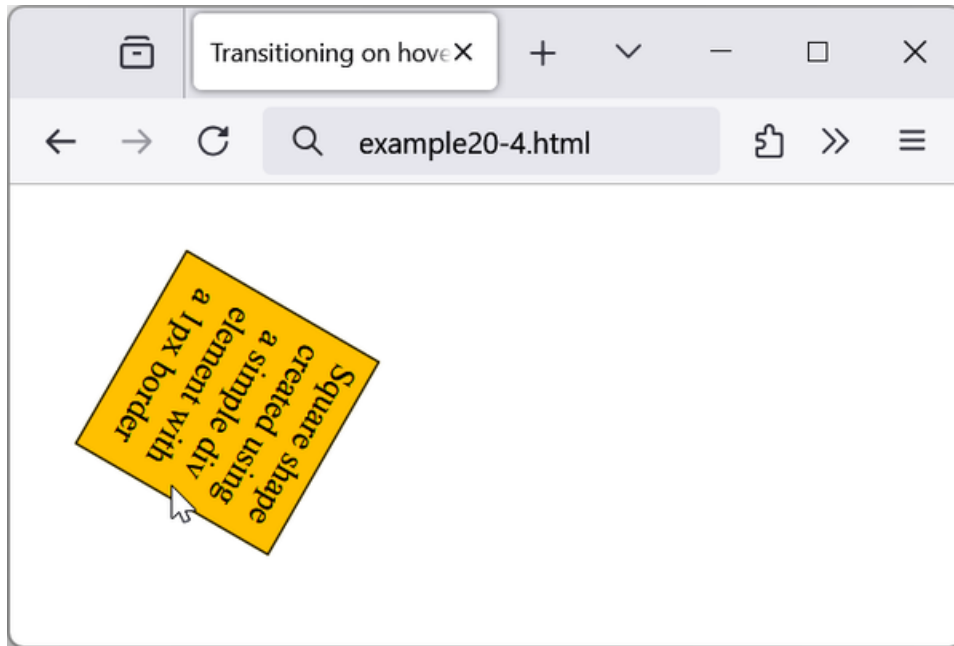 Transitioning on hove
example20-4.html
Square shape
created using
a simple div
element with
a 1px border